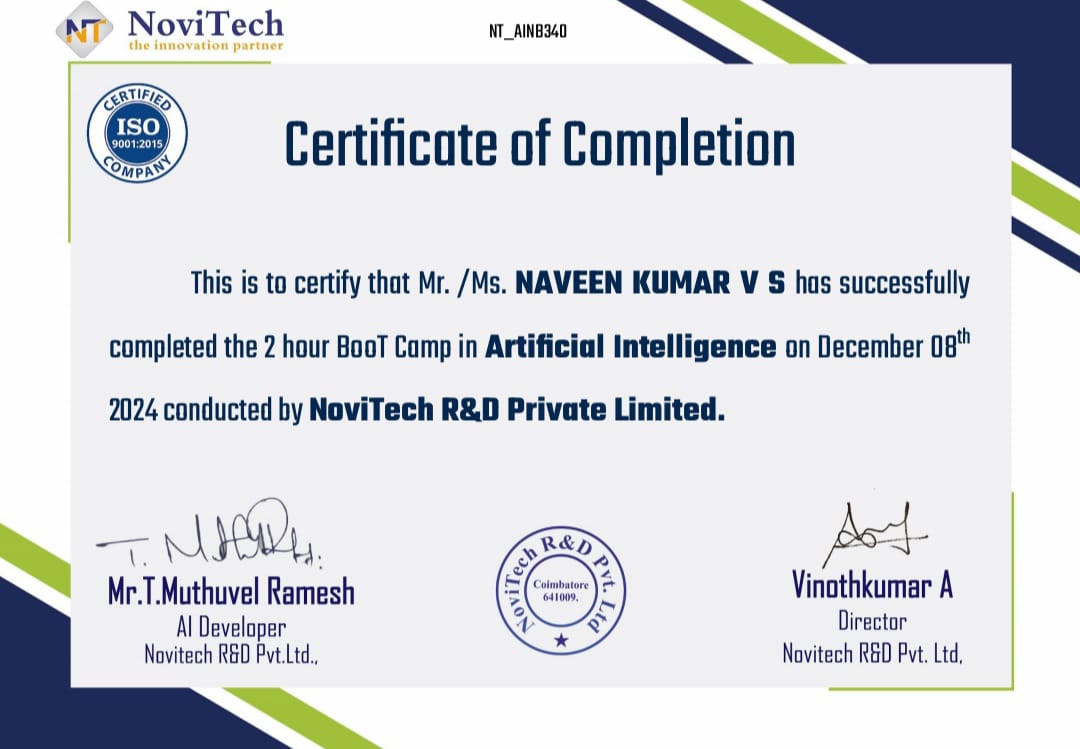 NT NoviTech
the innovation partner
NT_AINB340
CERTIFIED
ISO
9001:2015
COMPANY
Certificate of Completion
This is to certify that Mr. /Ms. NAVEEN KUMAR V S has successfully
completed the 2 hour BooT Camp in Artificial Intelligence on December 08th
2024 conducted by NoviTech R&D Private Limited.
Mr.T.Muthuvel Ramesh
AI Developer
Novitech R&D Pvt.Ltd.,
NoviTech R&D Pvt. Ltd
Coimbatore
641009.
Vinothkumar A
Director
Novitech R&D Pvt. Ltd,